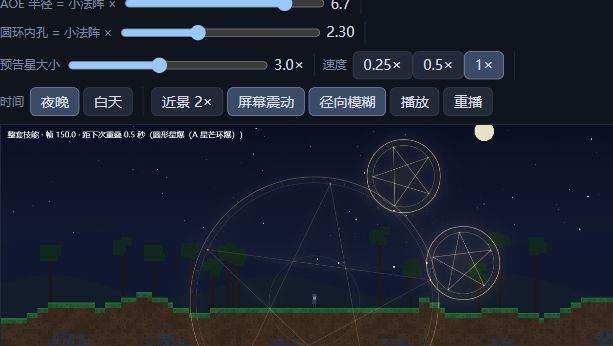 AOE 半径 = 小法阵 × 6.7
圆环内孔 = 小法阵 × 2.30
预告星大小 3.0× 速度 0.25× 0.5× 1×
时间 夜晚 白天 近景 2× 屏幕震动 径向模糊 播放 重播
整套技能 · 帧 150.0 · 距下次重叠 0.5 秒（圆形星爆（A 星芒环爆））